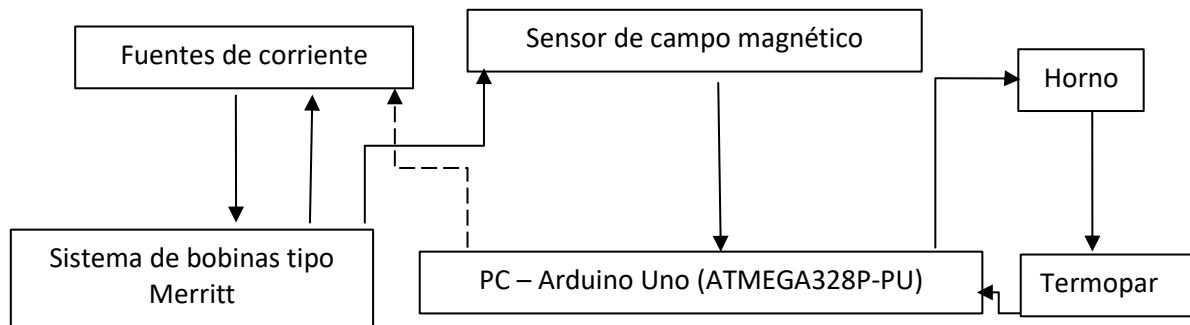 Fuentes de corriente
Sensor de campo magnético
Horno
Sistema de bobinas tipo
Merritt
PC – Arduino Uno (ATMEGA328P-PU)
Termopar